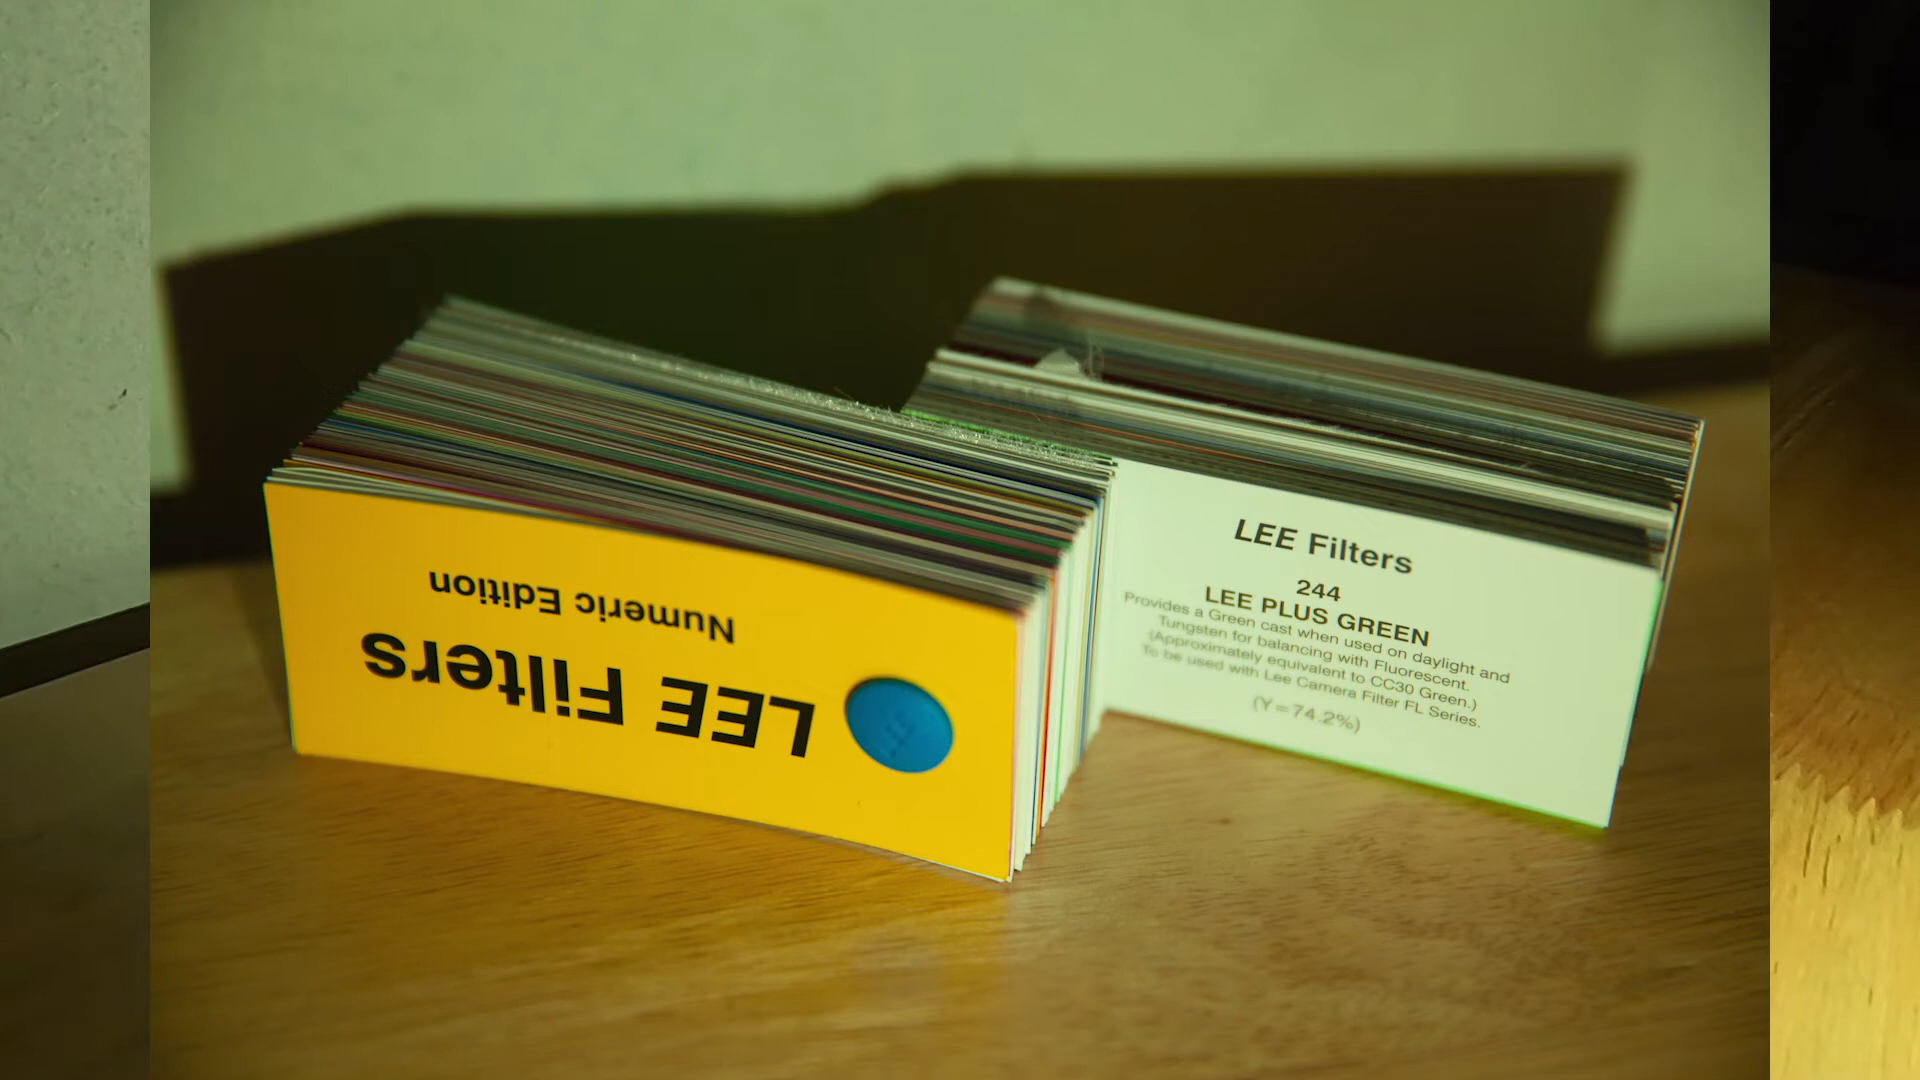 Numeric Edition
LEE Filters
LEE
LEE Filters
244
LEE PLUS GREEN
Provides a Green cast when used on daylight and
Tungsten for balancing with Fluorescent.
(Approximately equivalent to CC30 Green.)
To be used with Lee Camera Filter FL Series.
(Y=74.2%)